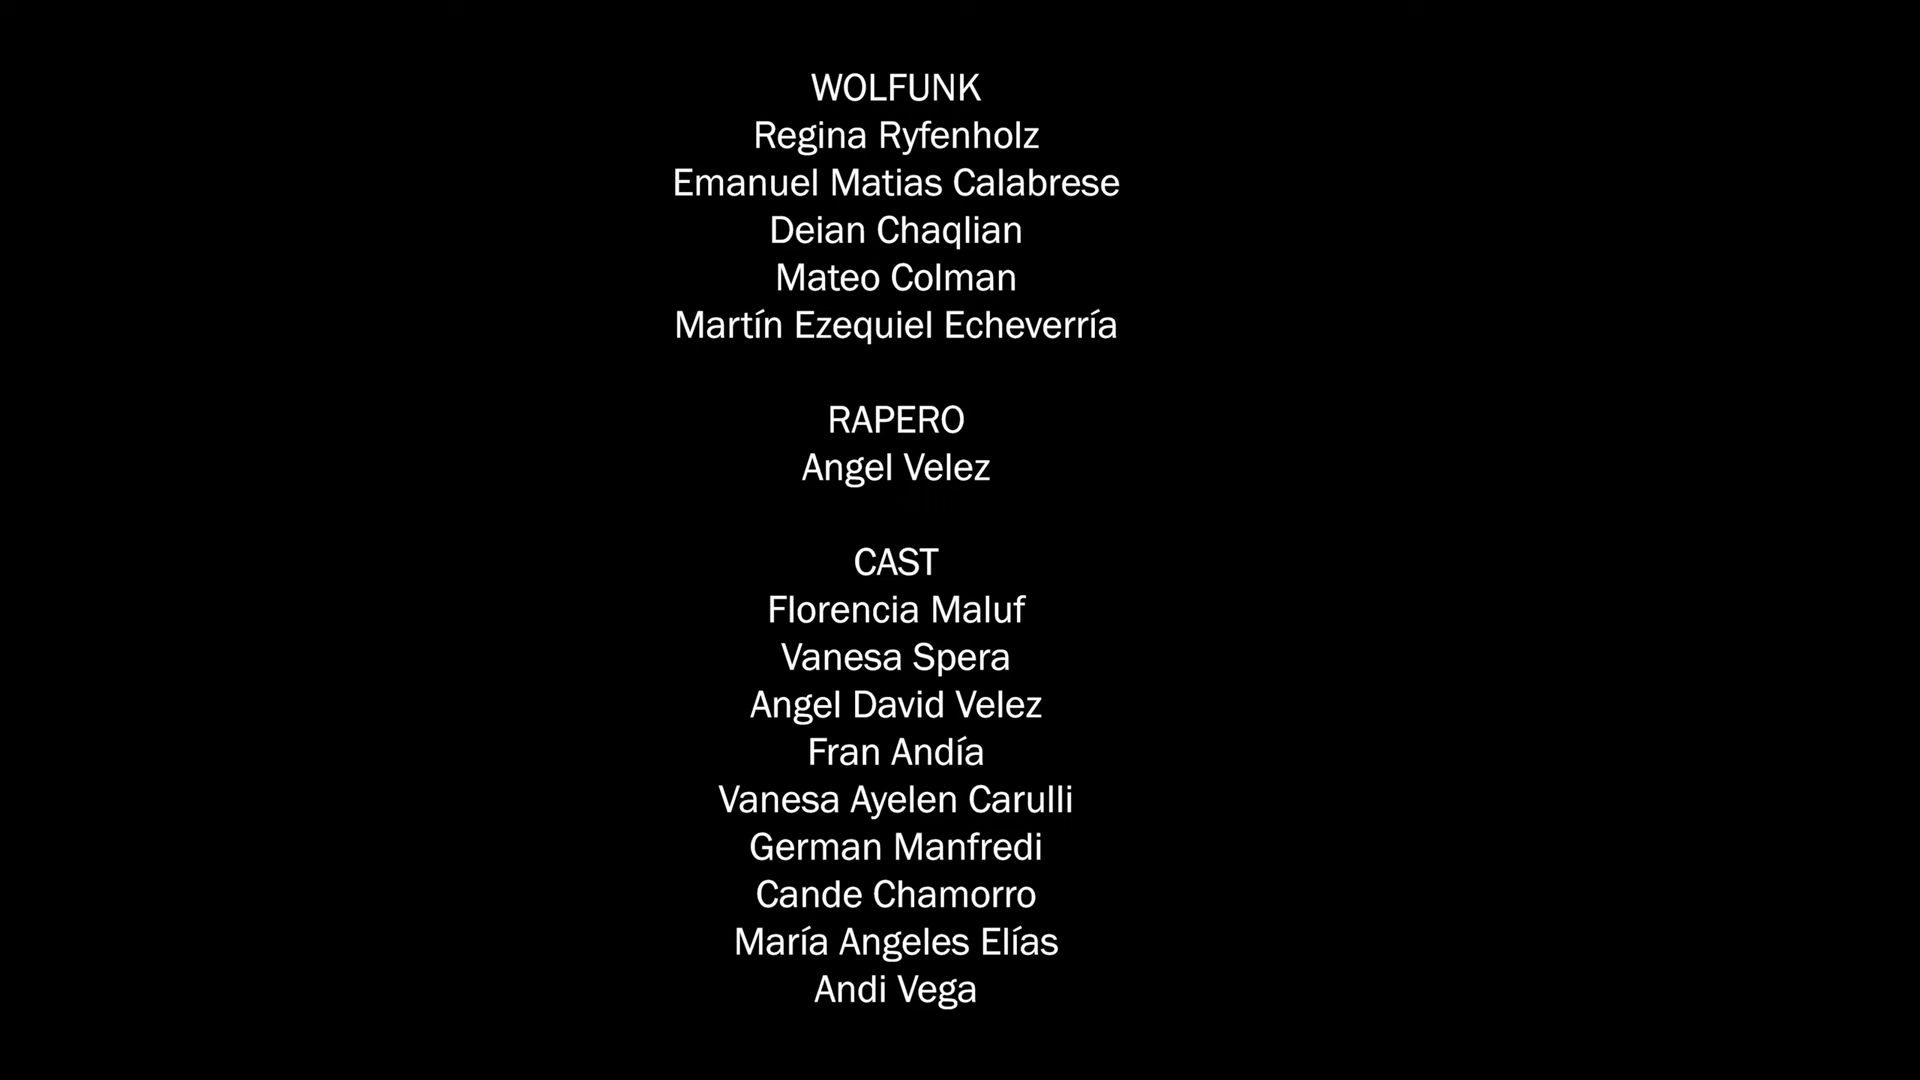 WOLFUNK
Regina Ryfenholz
Emanuel Matias Calabrese
Deian Chaqlian
Mateo Colman
Martín Ezequiel Echeverría
RAPERO
Angel Velez
CAST
Florencia Maluf
Vanesa Spera
Angel David Velez
Fran Andía
Vanesa Ayelen Carulli
German Manfredi
Cande Chamorro
María Angeles Elías
Andi Vega